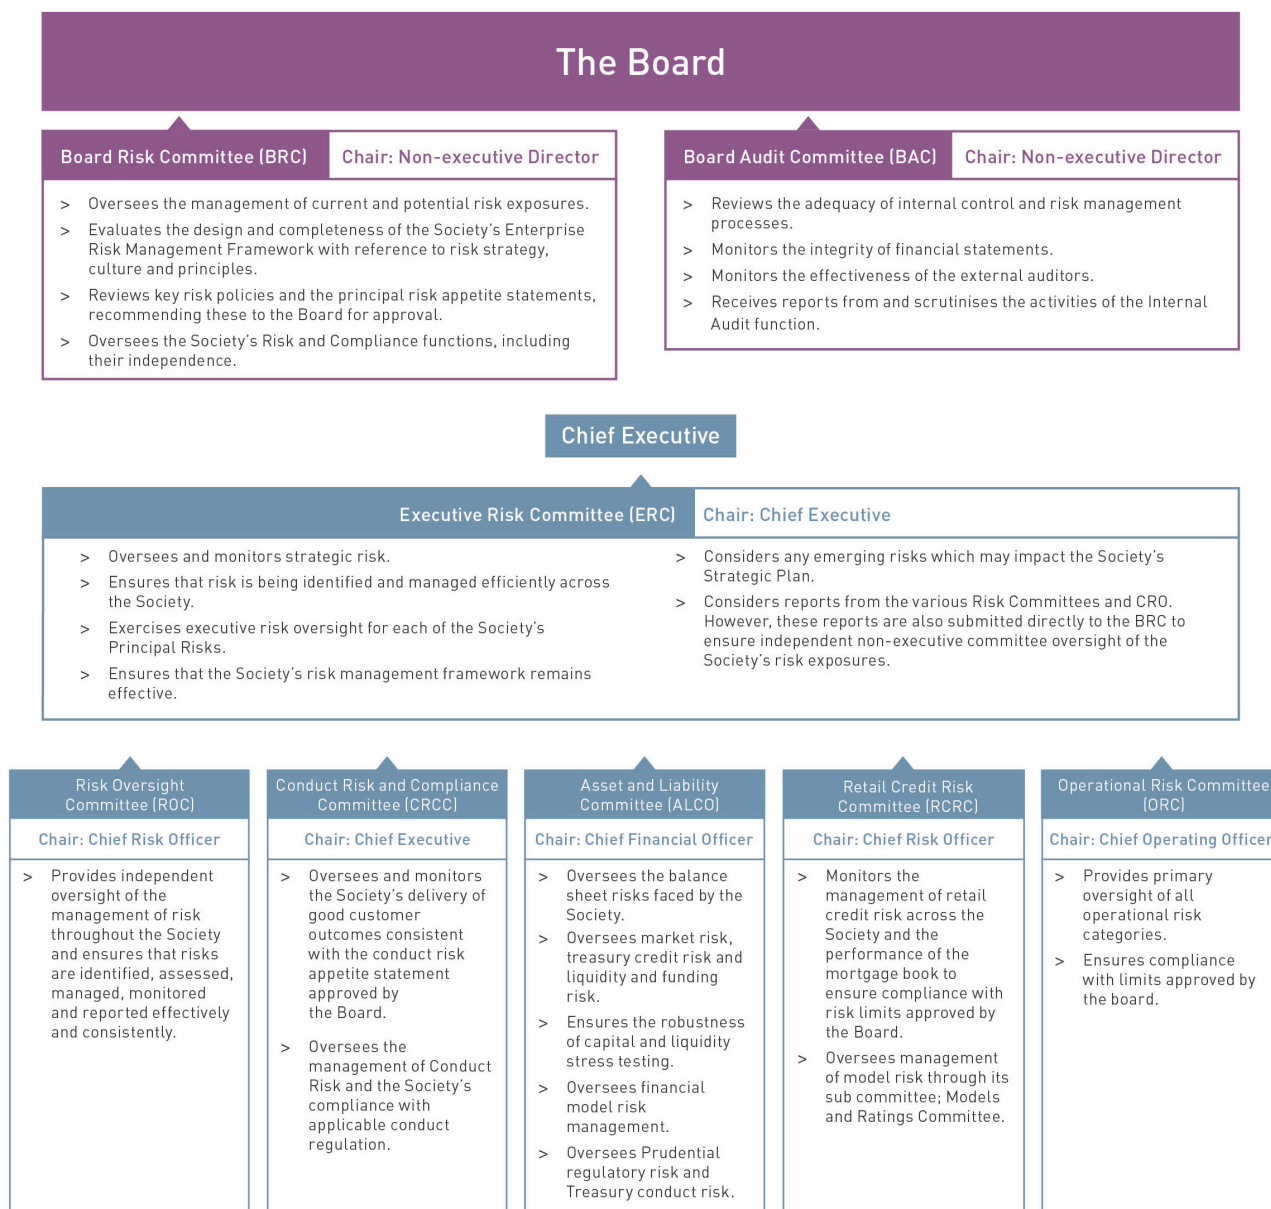 The Board
Board Risk Committee (BRC)
Chair: Non-executive Director
> Oversees the management of current and potential risk exposures.
> Evaluates the design and completeness of the Society's Enterprise
Risk Management Framework with reference to risk strategy,
culture and principles.
> Reviews key risk policies and the principal risk appetite statements,
recommending these to the Board for approval.
> Oversees the Society's Risk and Compliance functions, including
their independence.
Board Audit Committee (BAC)
Chair: Non-executive Director
> Reviews the adequacy of internal control and risk management
processes.
> Monitors the integrity of financial statements.
> Monitors the effectiveness of the external auditors.
> Receives reports from and scrutinises the activities of the Internal
Audit function.
Chief Executive
Executive Risk Committee (ERC)
Chair: Chief Executive
> Oversees and monitors strategic risk.
> Ensures that risk is being identified and managed efficiently across
the Society.
> Exercises executive risk oversight for each of the Society's
Principal Risks.
> Ensures that the Society's risk management framework remains
effective.
> Considers any emerging risks which may impact the Society's
Strategic Plan.
> Considers reports from the various Risk Committees and CRO.
However, these reports are also submitted directly to the BRC to
ensure independent non-executive committee oversight of the
Society's risk exposures.
Risk Oversight
Committee (ROC)
Chair: Chief Risk Officer
> Provides independent
oversight of the
management of risk
throughout the Society
and ensures that risks
are identified, assessed,
managed, monitored
and reported effectively
and consistently.
Conduct Risk and Compliance
Committee (CRCC)
Chair: Chief Executive
> Oversees and monitors
the Society's delivery of
good customer
outcomes consistent
with the conduct risk
appetite statement
approved by
the Board.
> Oversees the
management of Conduct
Risk and the Society's
compliance with
applicable conduct
regulation.
Asset and Liability
Committee (ALCO)
Chair: Chief Financial Officer
> Oversees the balance
sheet risks faced by the
Society.
> Oversees market risk,
treasury credit risk and
liquidity and funding
risk.
> Ensures the robustness
of capital and liquidity
stress testing.
> Oversees financial
model risk
management.
> Oversees Prudential
regulatory risk and
Treasury conduct risk.
Retail Credit Risk
Committee (RCRC)
Chair: Chief Risk Officer
> Monitors the
management of retail
credit risk across the
Society and the
performance of the
mortgage book to
ensure compliance with
risk limits approved by
the Board.
> Oversees management
of model risk through its
sub committee; Models
and Ratings Committee.
Operational Risk Committee
(ORC)
Chair: Chief Operating Officer
> Provides primary
oversight of all
operational risk
categories.
> Ensures compliance
with limits approved by
the board.